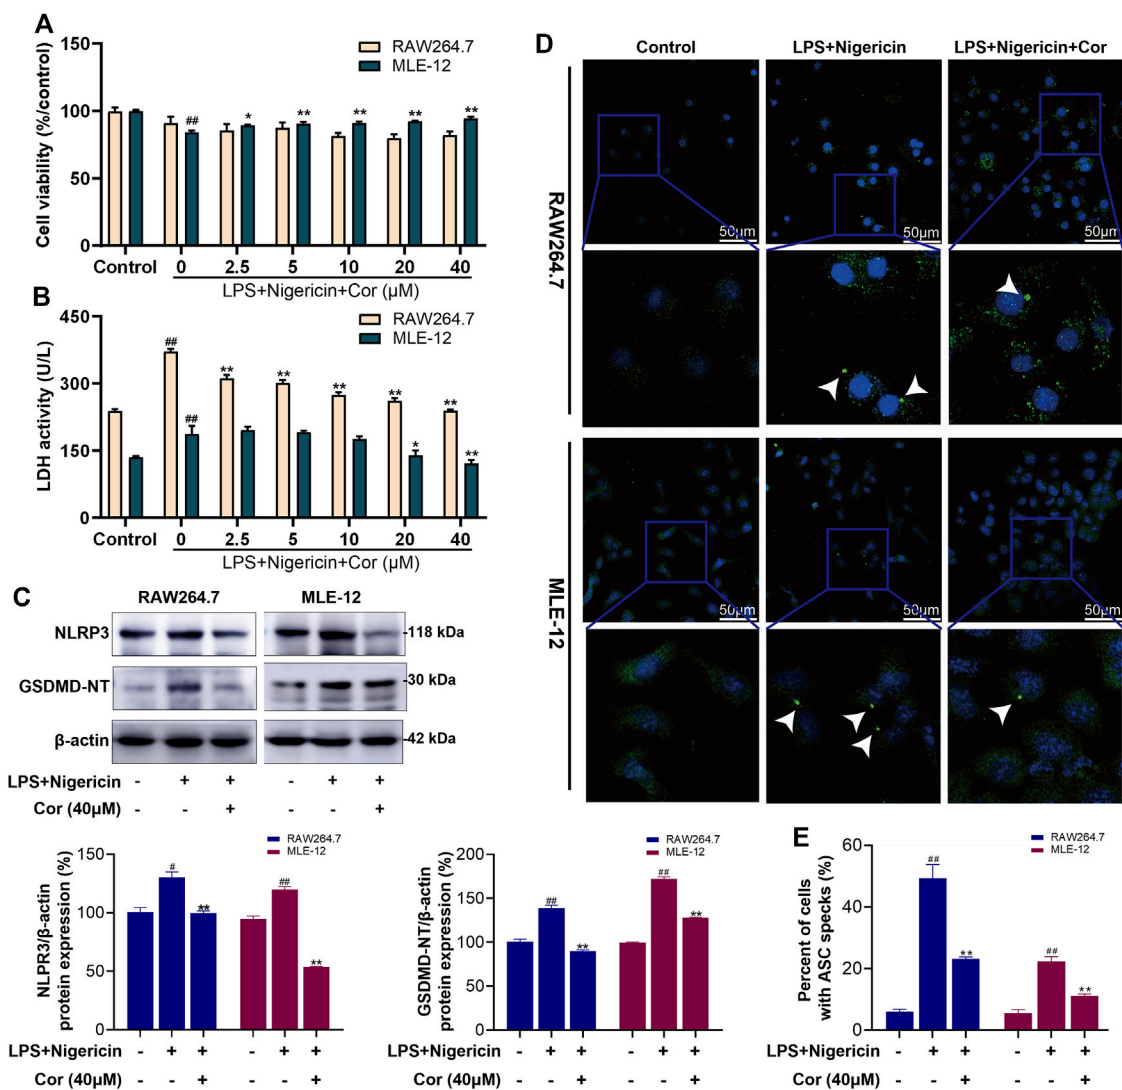 A
Cell viability (%/control)
150
100
50
0
RAW264.7
MLE-12
## * ** ** ** **
Control 0 2.5 5 10 20 40
LPS+Nigericin+Cor (μM)
B
LDH activity (U/L)
450
300
150
0
RAW264.7
MLE-12
## ** ** ** ** **
## * **
Control 0 2.5 5 10 20 40
LPS+Nigericin+Cor (μM)
C
RAW264.7 MLE-12
NLRP3 -118 kDa
GSDMD-NT -30 kDa
β-actin -42 kDa
LPS+Nigericin - + + - + +
Cor (40μM) - - + - - +
NLPR3/β-actin
protein expression (%)
150
100
50
0
RAW264.7
MLE-12
# ** ## **
LPS+Nigericin - + + - + +
Cor (40μM) - - + - - +
GSDMD-NT/β-actin
protein expression (%)
200
150
100
50
0
RAW264.7
MLE-12
## ** ## **
- + + - + +
Cor (40μM) - - + - - +
D
Control LPS+Nigericin LPS+Nigericin+Cor
RAW264.7
50μm 50μm 50μm
MLE-12
50μm 50μm 50μm
E
Percent of cells
with ASC specks (%)
60
40
20
0
RAW264.7
MLE-12
## ** ## **
LPS+Nigericin - + + - + +
Cor (40μM) - - + - - +